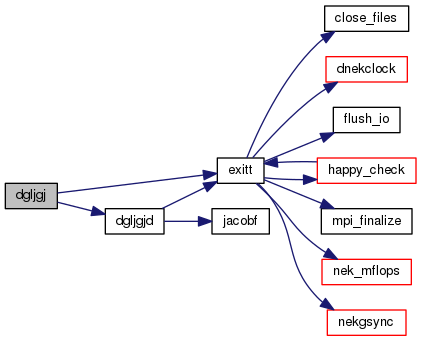 close_files
dnekclock
flush_io
exitt
happy_check
dgljgj
dgljgjd
jacobf
mpi_finalize
nek_mflops
nekgsync